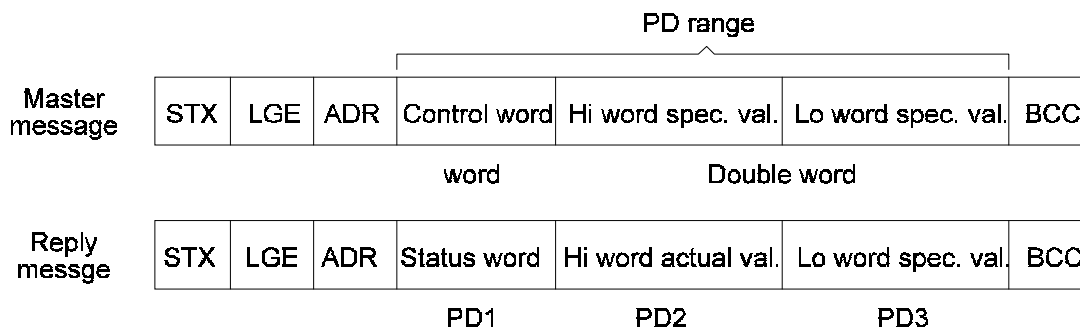 PD range
Master message
STX LGE ADR Control word Hi word spec. val. Lo word spec. val. BCC
word Double word
Reply messge
STX LGE ADR Status word Hi word actual val. Lo word spec. val. BCC
PD1 PD2 PD3